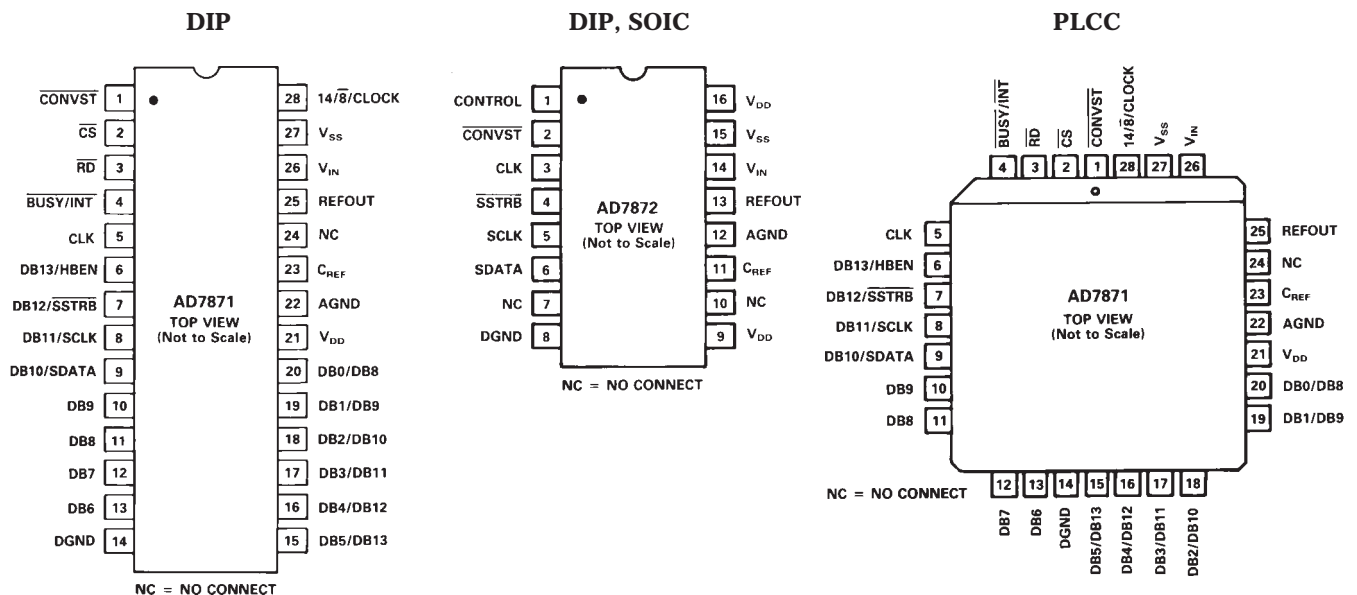 DIP
CONVST 1
CS 2
RD 3
BUSY/INT 4
CLK 5
DB13/HBEN 6
DB12/SSTRB 7
DB11/SCLK 8
DB10/SDATA 9
DB9 10
DB8 11
DB7 12
DB6 13
DGND 14
AD7871
TOP VIEW
(Not to Scale)
28 14/8/CLOCK
27 VSS
26 VIN
25 REFOUT
24 NC
23 CREF
22 AGND
21 VDD
20 DB0/DB8
19 DB1/DB9
18 DB2/DB10
17 DB3/DB11
16 DB4/DB12
15 DB5/DB13
NC = NO CONNECT
DIP, SOIC
CONTROL 1
CONVST 2
CLK 3
SSTRB 4
SCLK 5
SDATA 6
NC 7
DGND 8
AD7872
TOP VIEW
(Not to Scale)
16 VDD
15 VSS
14 VIN
13 REFOUT
12 AGND
11 CREF
10 NC
9 VDD
NC = NO CONNECT
PLCC
BUSY/INT
RD
CS
CONVST
14/8/CLOCK
VSS
VIN
4 3 2 1 28 27 26
CLK 5
DB13/HBEN 6
DB12/SSTRB 7
DB11/SCLK 8
DB10/SDATA 9
DB9 10
DB8 11
AD7871
TOP VIEW
(Not to Scale)
25 REFOUT
24 NC
23 CREF
22 AGND
21 VDD
20 DB0/DB8
19 DB1/DB9
NC = NO CONNECT
12 13 14 15 16 17 18
DB7
DB6
DGND
DB5/DB13
DB4/DB12
DB3/DB11
DB2/DB10